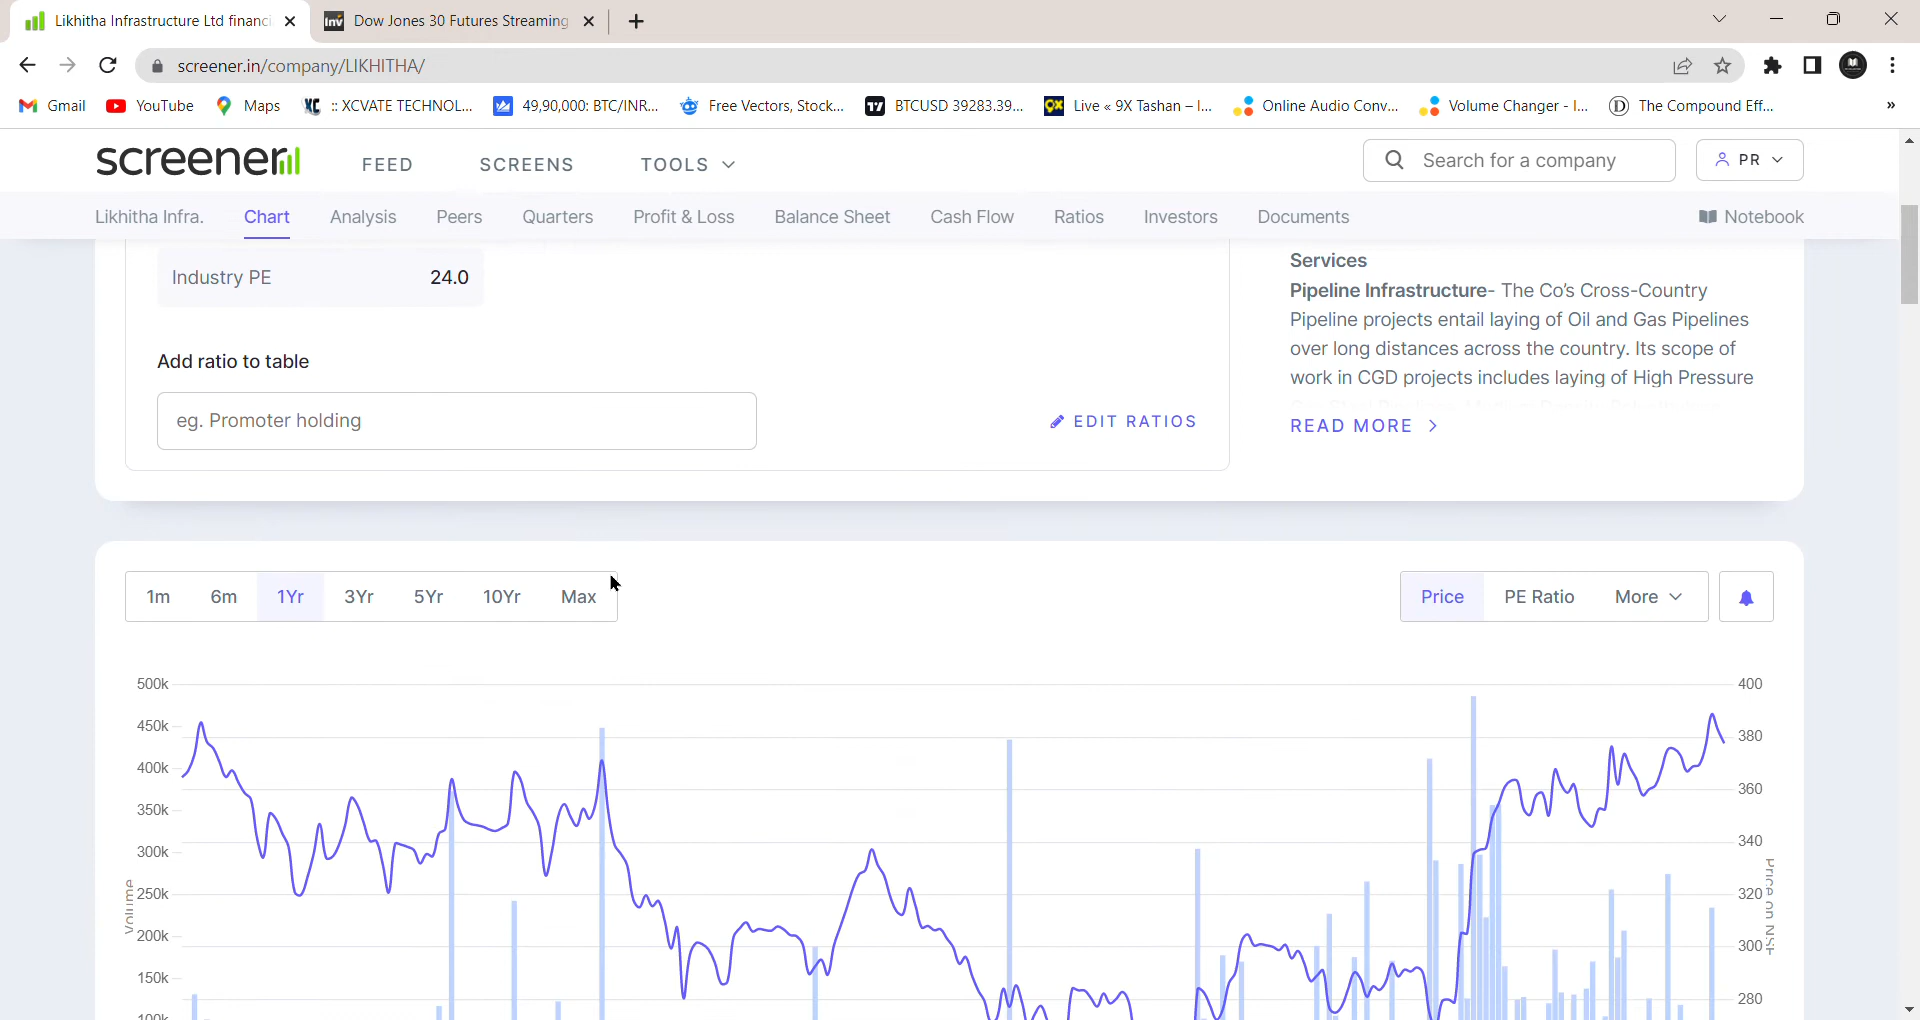 Likhitha Infrastructure Ltd financi
Dow Jones 30 Futures Streaming
screener.in/company/LIKHITHA/
Gmail YouTube Maps :: XCVATE TECHNOL... 49,90,000: BTC/INR... Free Vectors, Stock... BTCUSD 39283.39... Live « 9X Tashan – I... Online Audio Conv... Volume Changer - I... The Compound Eff... »
screener FEED SCREENS TOOLS Search for a company PR
Likhitha Infra. Chart Analysis Peers Quarters Profit & Loss Balance Sheet Cash Flow Ratios Investors Documents Notebook
Industry PE 24.0
Add ratio to table
eg. Promoter holding
EDIT RATIOS
Services
Pipeline Infrastructure- The Co's Cross-Country
Pipeline projects entail laying of Oil and Gas Pipelines
over long distances across the country. Its scope of
work in CGD projects includes laying of High Pressure
READ MORE
1m 6m 1Yr 3Yr 5Yr 10Yr Max
Price PE Ratio More
500k
450k
400k
350k
300k
250k
200k
150k
100k
Volume
400
380
360
340
320
300
280
Price on NSE